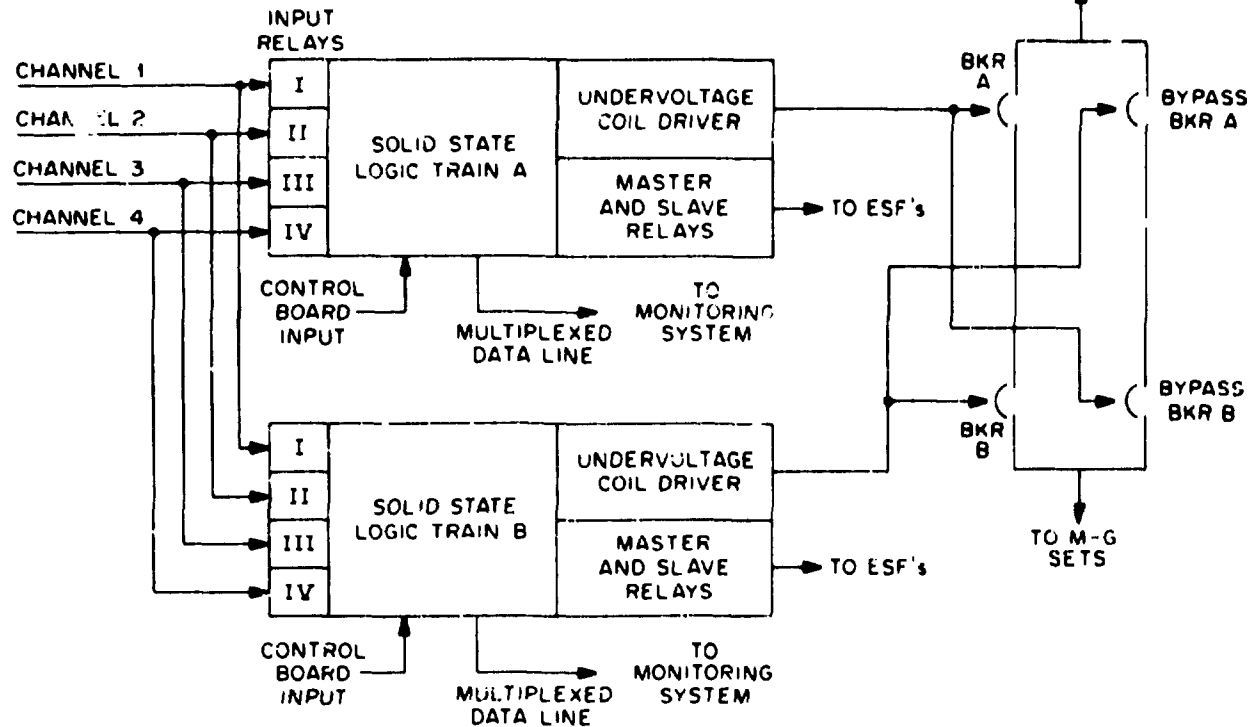 INPUT
RELAYS
CHANNEL 1
CHANNEL 2
CHANNEL 3
CHANNEL 4
I
II
III
IV
SOLID STATE
LOGIC TRAIN A
UNDERVOLTAGE
COIL DRIVER
MASTER
AND SLAVE
RELAYS
TO ESF's
CONTROL
BOARD
INPUT
MULTIPLEXED
DATA LINE
TO
MONITORING
SYSTEM
BKR
A
BYPASS
BKR A
I
II
III
IV
SOLID STATE
LOGIC TRAIN B
UNDERVOLTAGE
COIL DRIVER
MASTER
AND SLAVE
RELAYS
TO ESF's
CONTROL
BOARD
INPUT
MULTIPLEXED
DATA LINE
TO
MONITORING
SYSTEM
BKR
B
BYPASS
BKR B
TO M-G
SETS